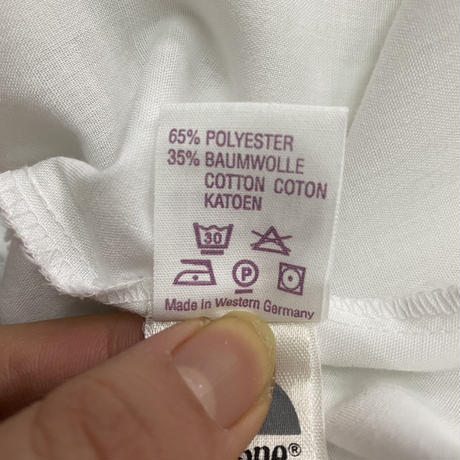 65% POLYESTER
35% BAUMWOLLE
COTTON COTON
KATOEN
30
P
Made in Western Germany